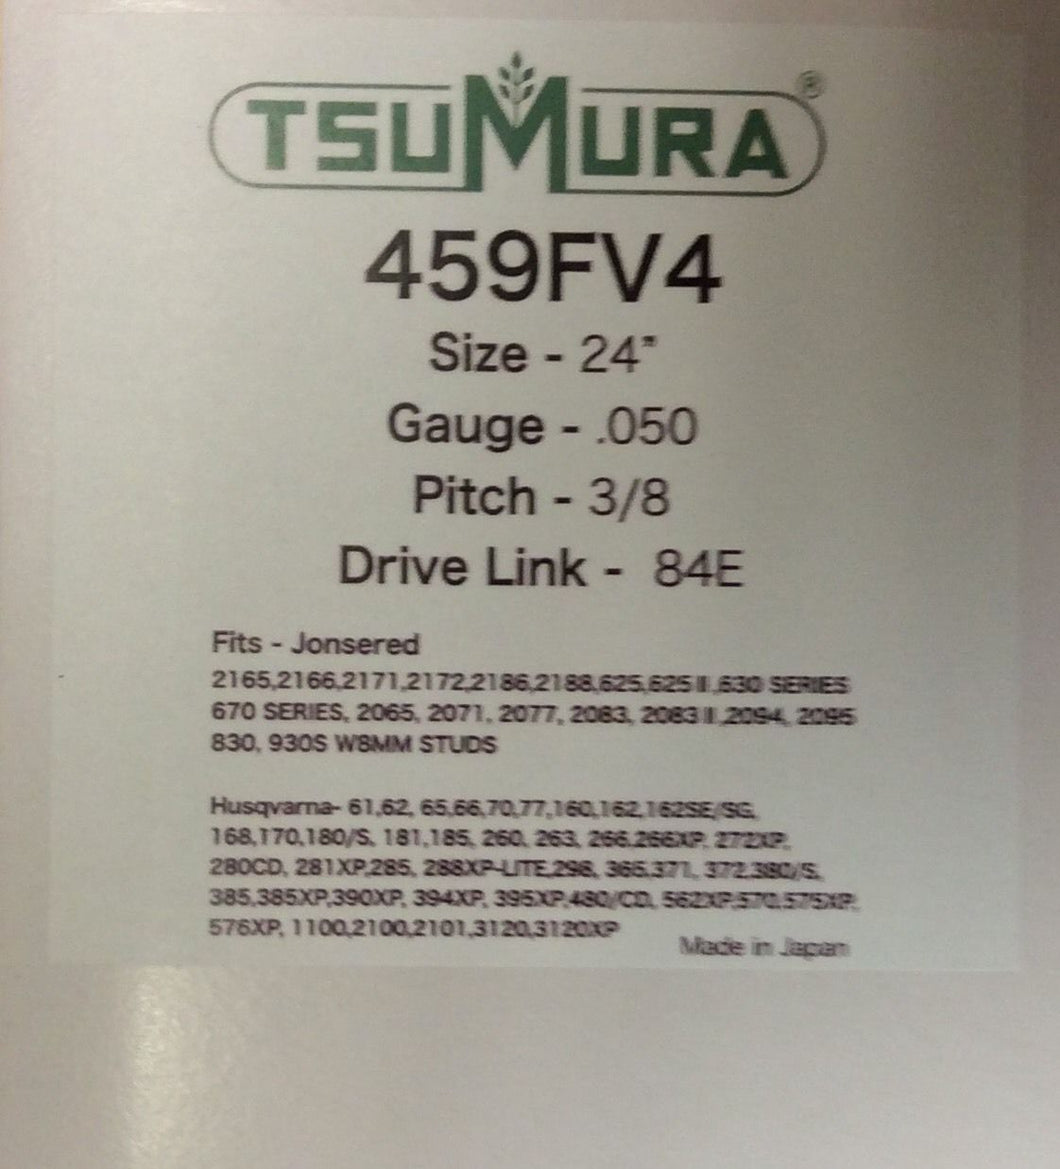 TSUMURA®
459FV4
Size - 24"
Gauge - .050
Pitch - 3/8
Drive Link - 84E
Fits - Jonsered
2165,2166,2171,2172,2186,2188,625,625 II ,630 SERIES
670 SERIES, 2065, 2071, 2077, 2083, 2083 II ,2094, 2095
830, 930S W8MM STUDS
Husqvarna- 61,62, 65,66,70,77,160,162,162SE/SG,
168,170,180/S, 181,185, 260, 263, 266,266XP, 272XP,
280CD, 281XP,285, 288XP-LITE,298, 365,371, 372,380/S,
385,385XP,390XP, 394XP, 395XP,480/CD, 562XP,570,575XP,
576XP, 1100,2100,2101,3120,3120XP
Made in Japan